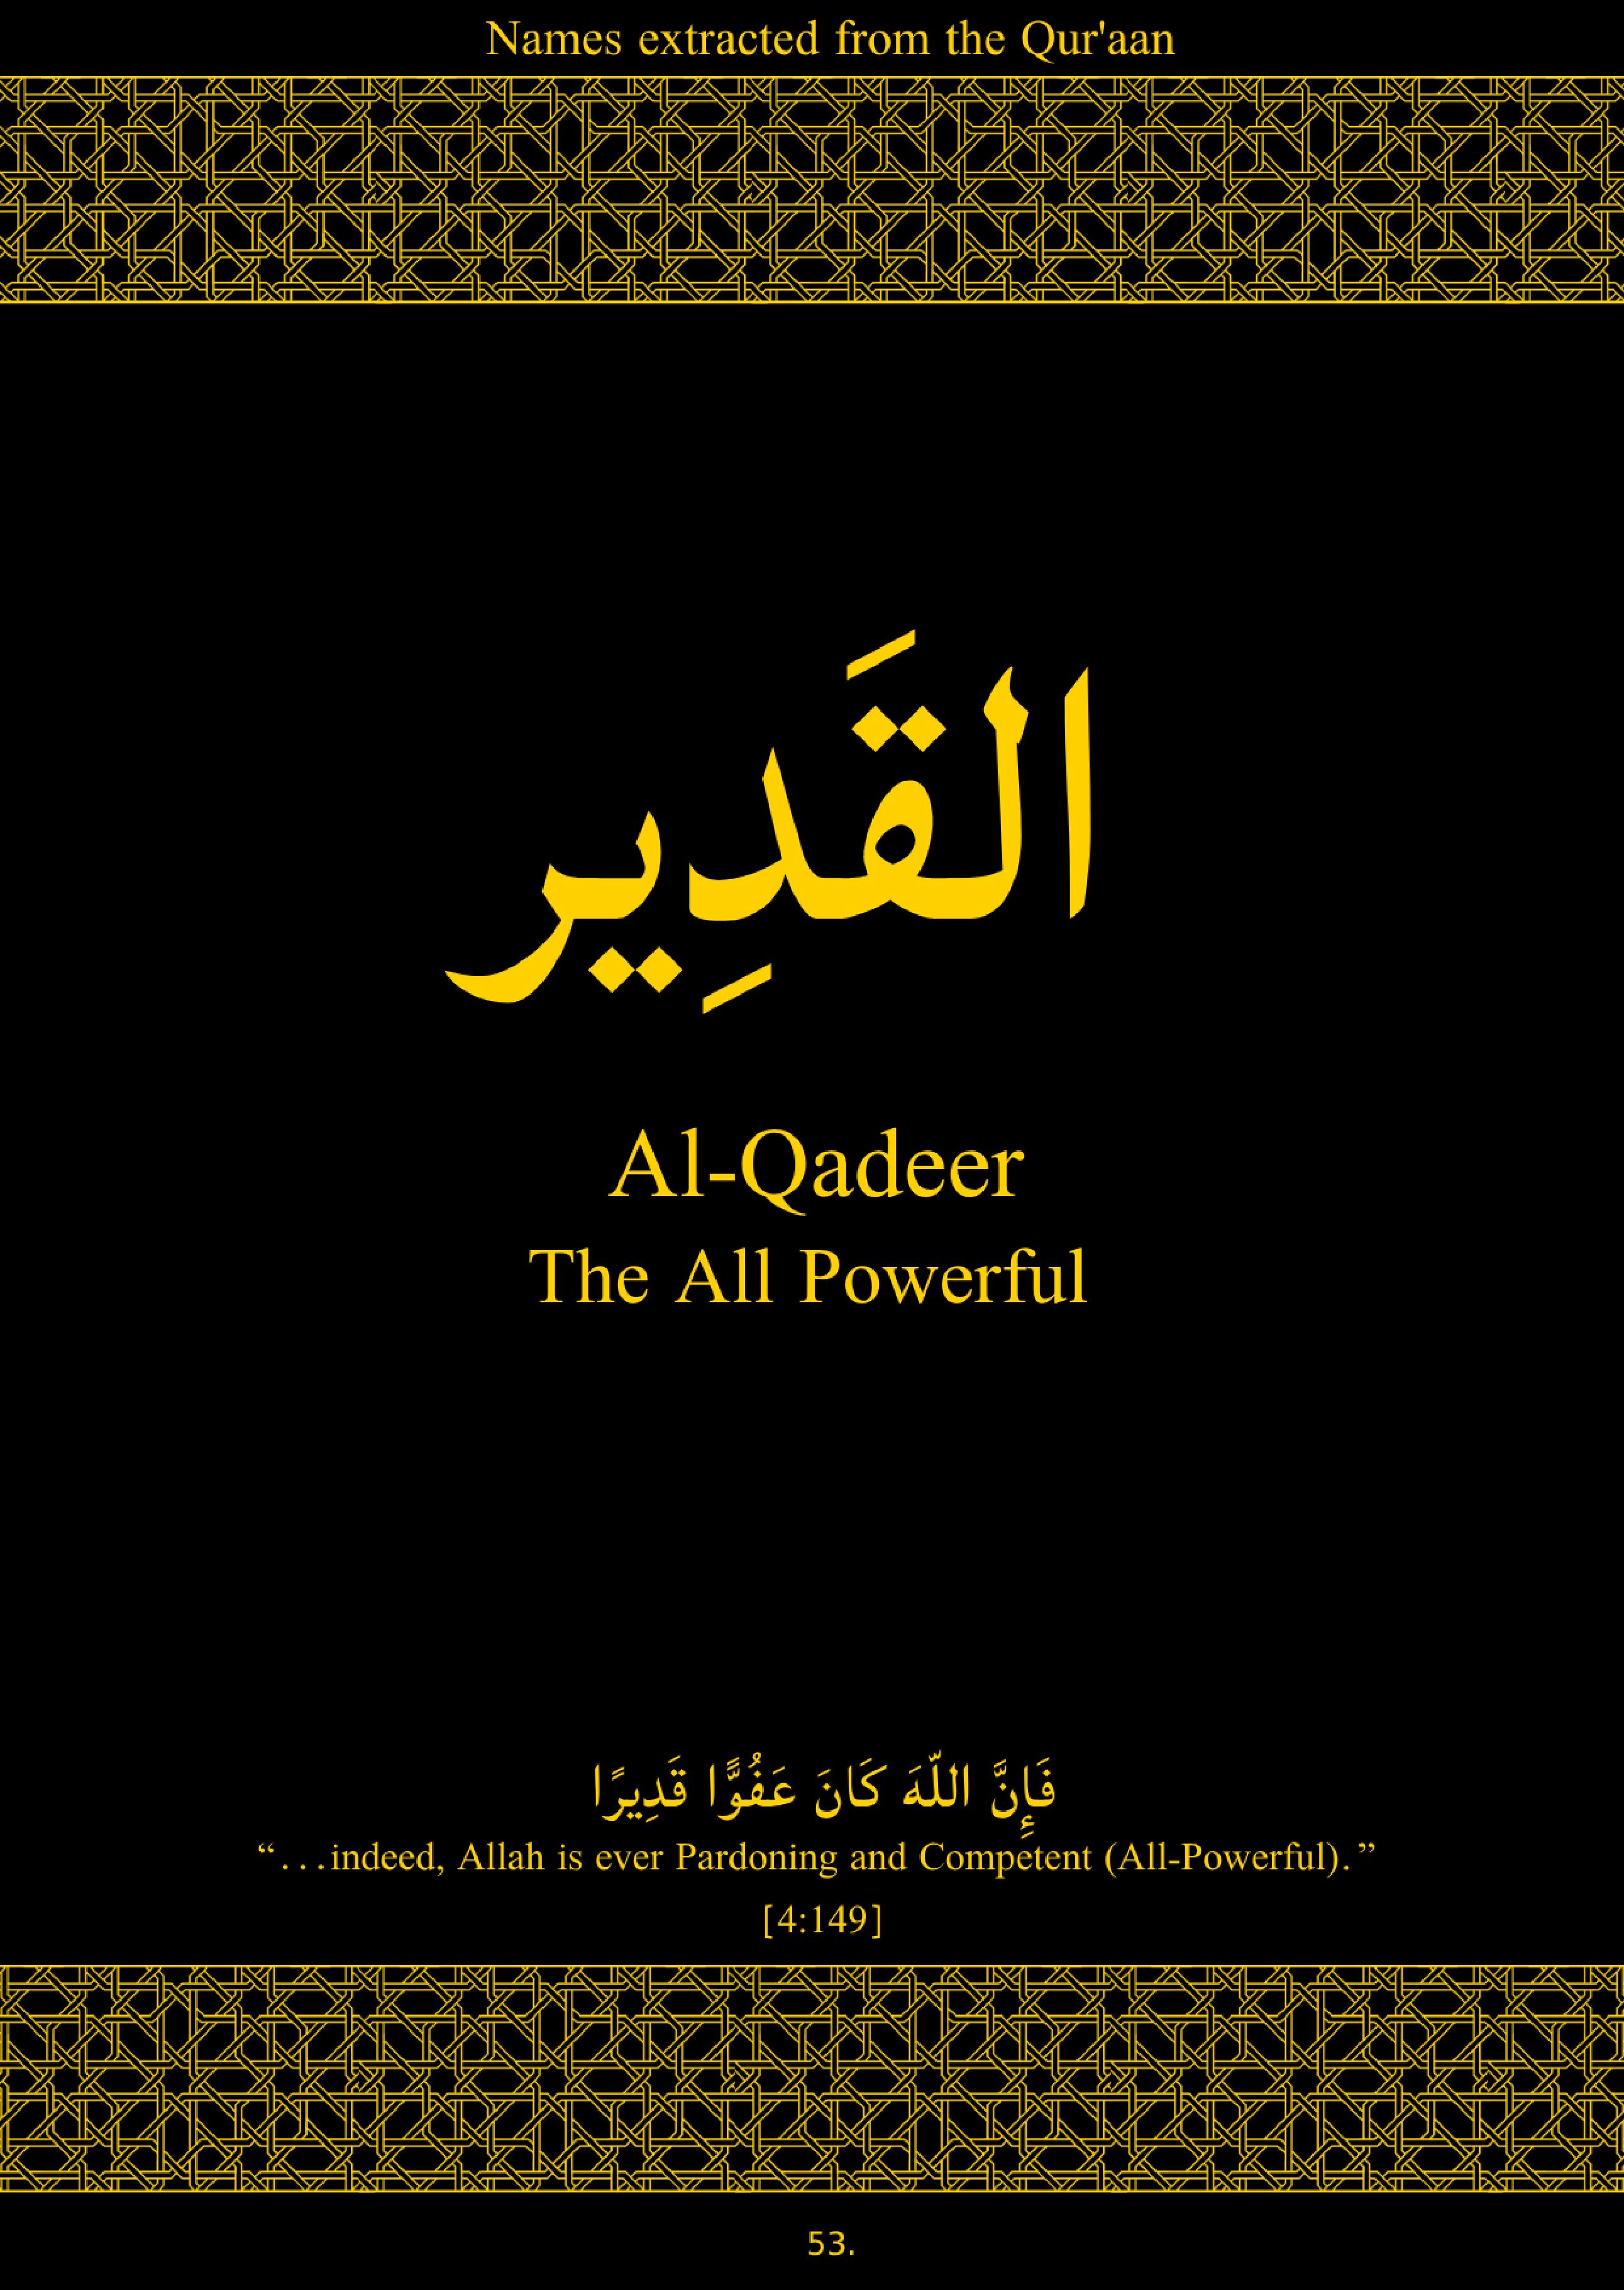 Names extracted from the Qur'aan
القَدِير
Al-Qadeer
The All Powerful
فَإِنَّ اللّهَ كَانَ عَفُوًّا قَدِيرًا
“...indeed, Allah is ever Pardoning and Competent (All-Powerful).”
[4:149]
53.